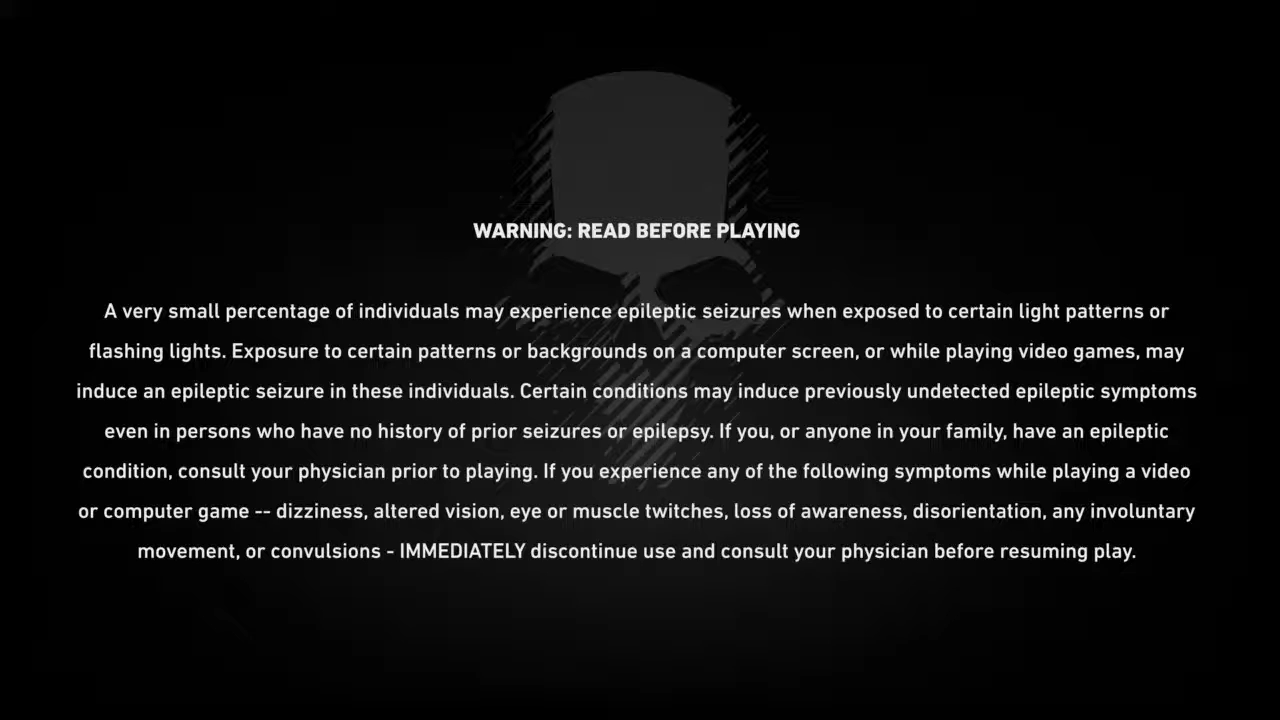 WARNING: READ BEFORE PLAYING
A very small percentage of individuals may experience epileptic seizures when exposed to certain light patterns or
flashing lights. Exposure to certain patterns or backgrounds on a computer screen, or while playing video games, may
induce an epileptic seizure in these individuals. Certain conditions may induce previously undetected epileptic symptoms
even in persons who have no history of prior seizures or epilepsy. If you, or anyone in your family, have an epileptic
condition, consult your physician prior to playing. If you experience any of the following symptoms while playing a video
or computer game -- dizziness, altered vision, eye or muscle twitches, loss of awareness, disorientation, any involuntary
movement, or convulsions - IMMEDIATELY discontinue use and consult your physician before resuming play.